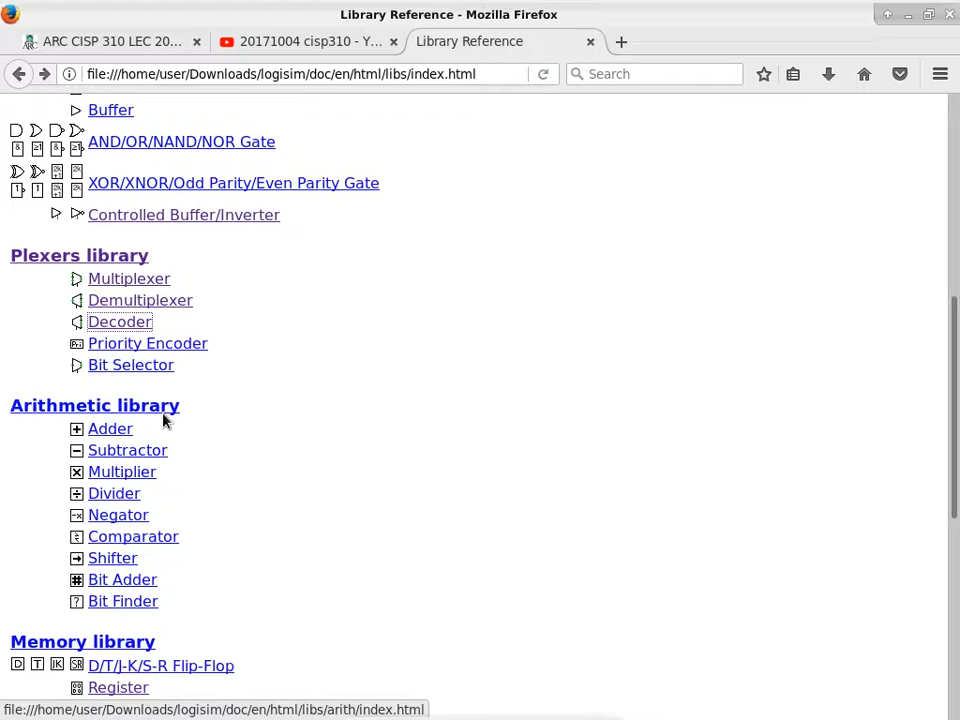 Library Reference - Mozilla Firefox
ARC CISP 310 LEC 20...
20171004 cisp310 - Y...
Library Reference
file:///home/user/Downloads/logisim/doc/en/html/libs/index.html
Search
Buffer
AND/OR/NAND/NOR Gate
XOR/XNOR/Odd Parity/Even Parity Gate
Controlled Buffer/Inverter
Plexers library
Multiplexer
Demultiplexer
Decoder
Priority Encoder
Bit Selector
Arithmetic library
Adder
Subtractor
Multiplier
Divider
Negator
Comparator
Shifter
Bit Adder
Bit Finder
Memory library
D T JK SR D/T/J-K/S-R Flip-Flop
Register
file:///home/user/Downloads/logisim/doc/en/html/libs/arith/index.html